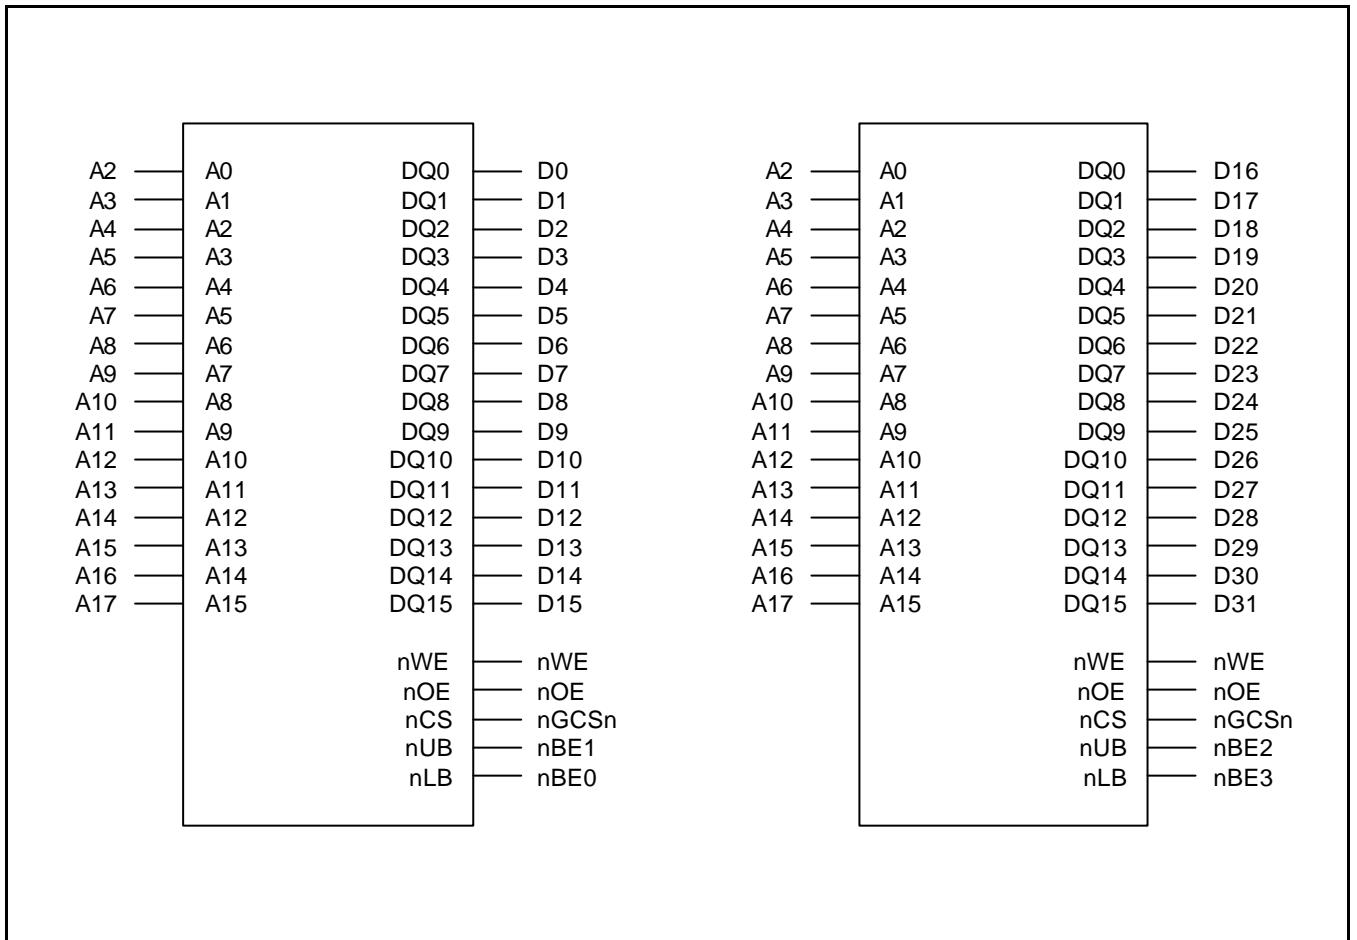 A2 A0 DQ0 D0 A2 A0 DQ0 D16
A3 A1 DQ1 D1 A3 A1 DQ1 D17
A4 A2 DQ2 D2 A4 A2 DQ2 D18
A5 A3 DQ3 D3 A5 A3 DQ3 D19
A6 A4 DQ4 D4 A6 A4 DQ4 D20
A7 A5 DQ5 D5 A7 A5 DQ5 D21
A8 A6 DQ6 D6 A8 A6 DQ6 D22
A9 A7 DQ7 D7 A9 A7 DQ7 D23
A10 A8 DQ8 D8 A10 A8 DQ8 D24
A11 A9 DQ9 D9 A11 A9 DQ9 D25
A12 A10 DQ10 D10 A12 A10 DQ10 D26
A13 A11 DQ11 D11 A13 A11 DQ11 D27
A14 A12 DQ12 D12 A14 A12 DQ12 D28
A15 A13 DQ13 D13 A15 A13 DQ13 D29
A16 A14 DQ14 D14 A16 A14 DQ14 D30
A17 A15 DQ15 D15 A17 A15 DQ15 D31
nWE nWE nWE nWE
nOE nOE nOE nOE
nCS nGCSn nCS nGCSn
nUB nBE1 nUB nBE2
nLB nBE0 nLB nBE3